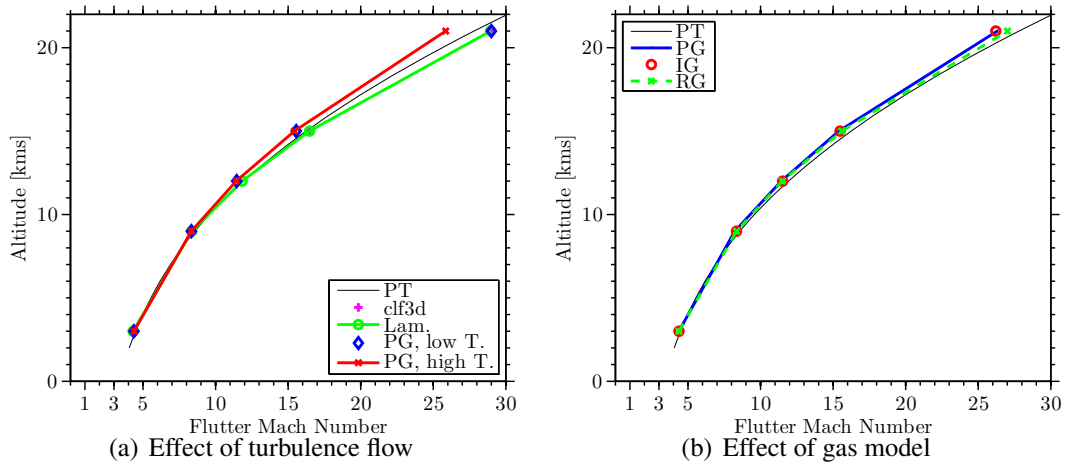 20
10
0
Altitude [kms]
PT
clf3d
Lam.
PG, low T.
PG, high T.
1 3 5 10 15 20 25 30
Flutter Mach Number
(a) Effect of turbulence flow
20
10
0
Altitude [kms]
PT
PG
IG
RG
1 3 5 10 15 20 25 30
Flutter Mach Number
(b) Effect of gas model